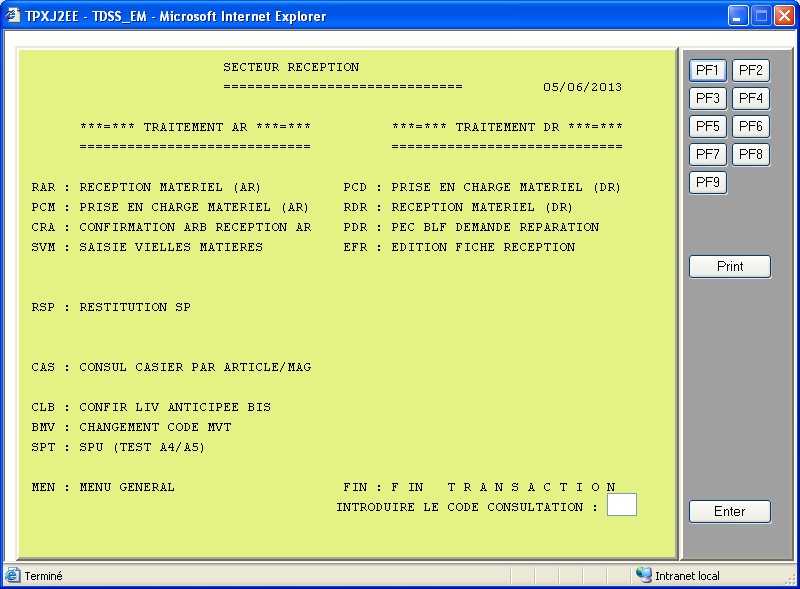 TPXJ2EE - TDSS_EM - Microsoft Internet Explorer
SECTEUR RECEPTION
============================== 05/06/2013
***=*** TRAITEMENT AR ***=*** ***=*** TRAITEMENT DR ***=***
============================= =============================
RAR : RECEPTION MATERIEL (AR) PCD : PRISE EN CHARGE MATERIEL (DR)
PCM : PRISE EN CHARGE MATERIEL (AR) RDR : RECEPTION MATERIEL (DR)
CRA : CONFIRMATION ARB RECEPTION AR PDR : PEC BLF DEMANDE REPARATION
SVM : SAISIE VIELLES MATIERES EFR : EDITION FICHE RECEPTION
RSP : RESTITUTION SP
CAS : CONSUL CASIER PAR ARTICLE/MAG
CLB : CONFIR LIV ANTICIPEE BIS
BMV : CHANGEMENT CODE MVT
SPT : SPU (TEST A4/A5)
MEN : MENU GENERAL FIN : F IN T R A N S A C T I O N
INTRODUIRE LE CODE CONSULTATION :
PF1 PF2
PF3 PF4
PF5 PF6
PF7 PF8
PF9
Print
Enter
Terminé Intranet local